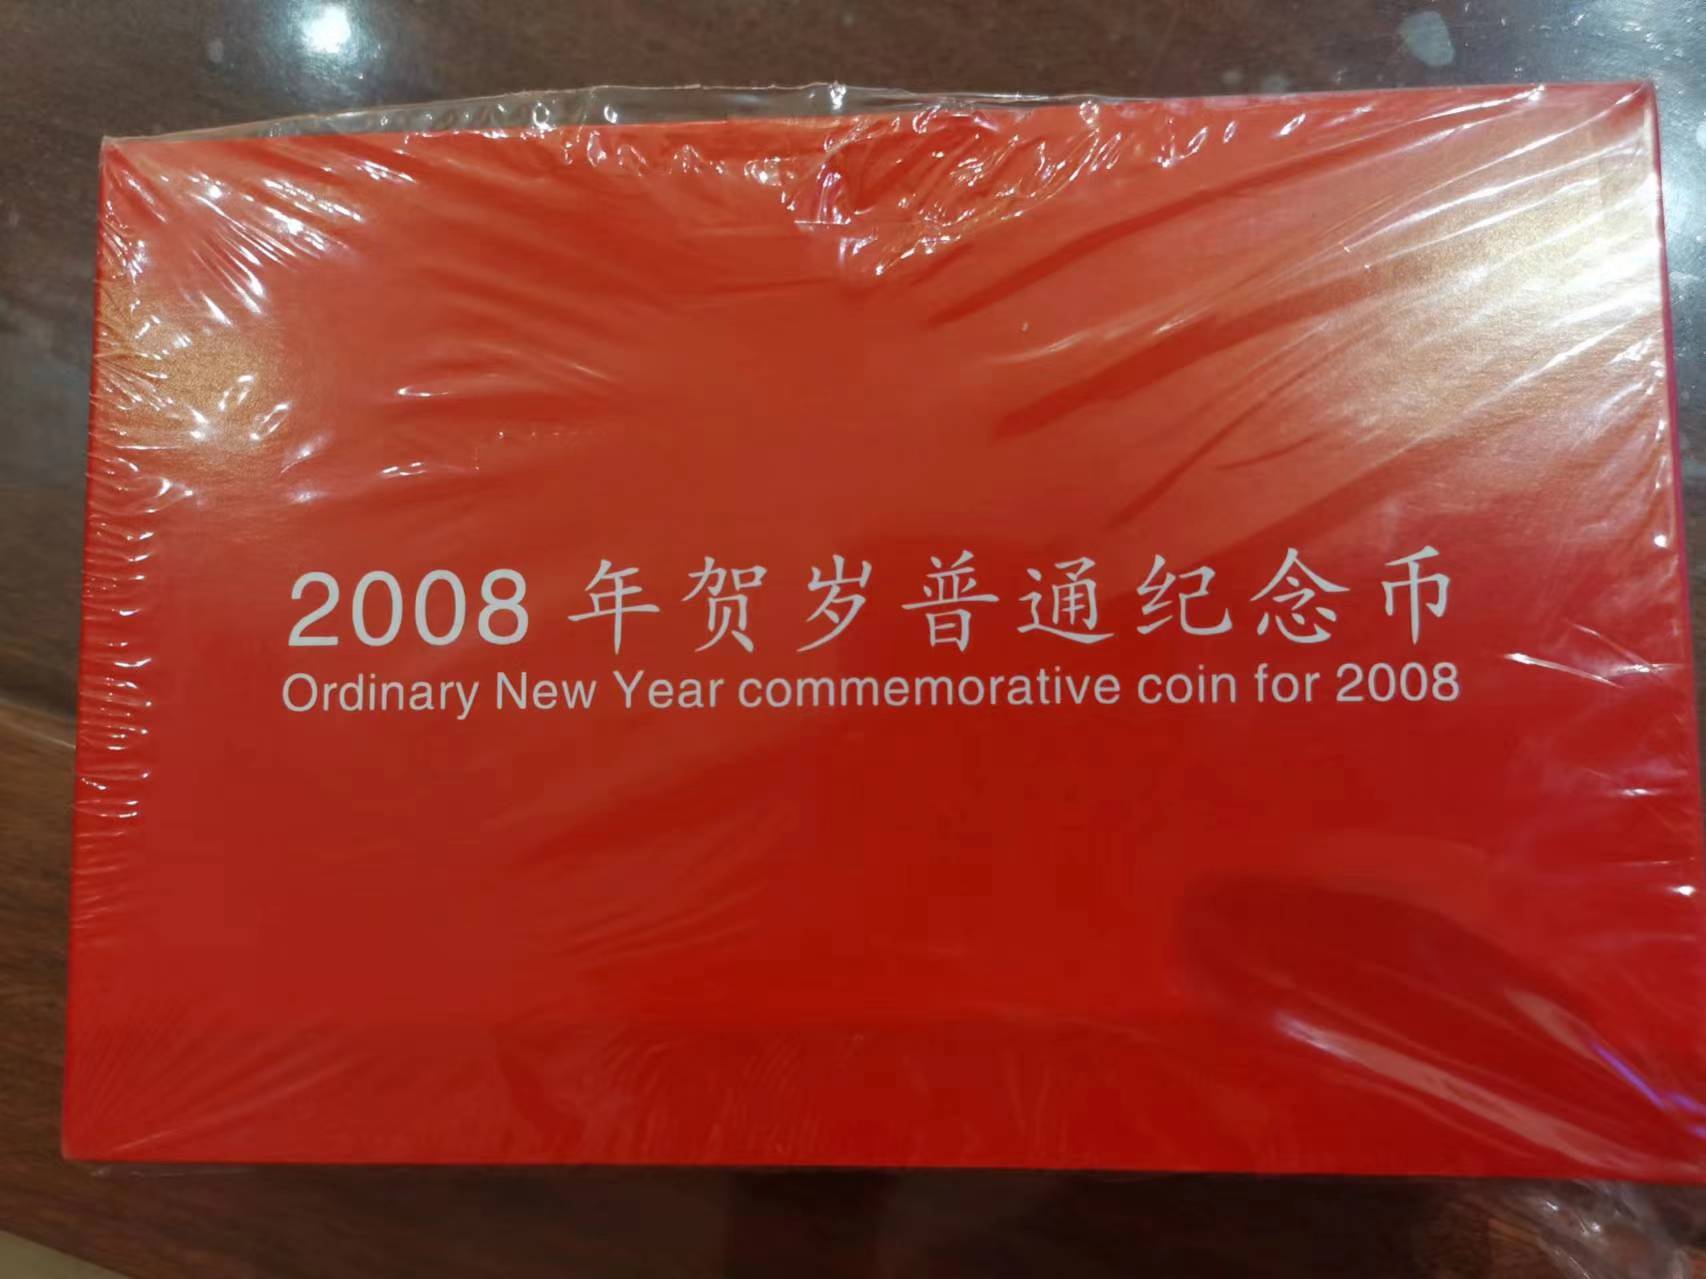 2008 年贺岁普通纪念币
Ordinary New Year commemorative coin for 2008